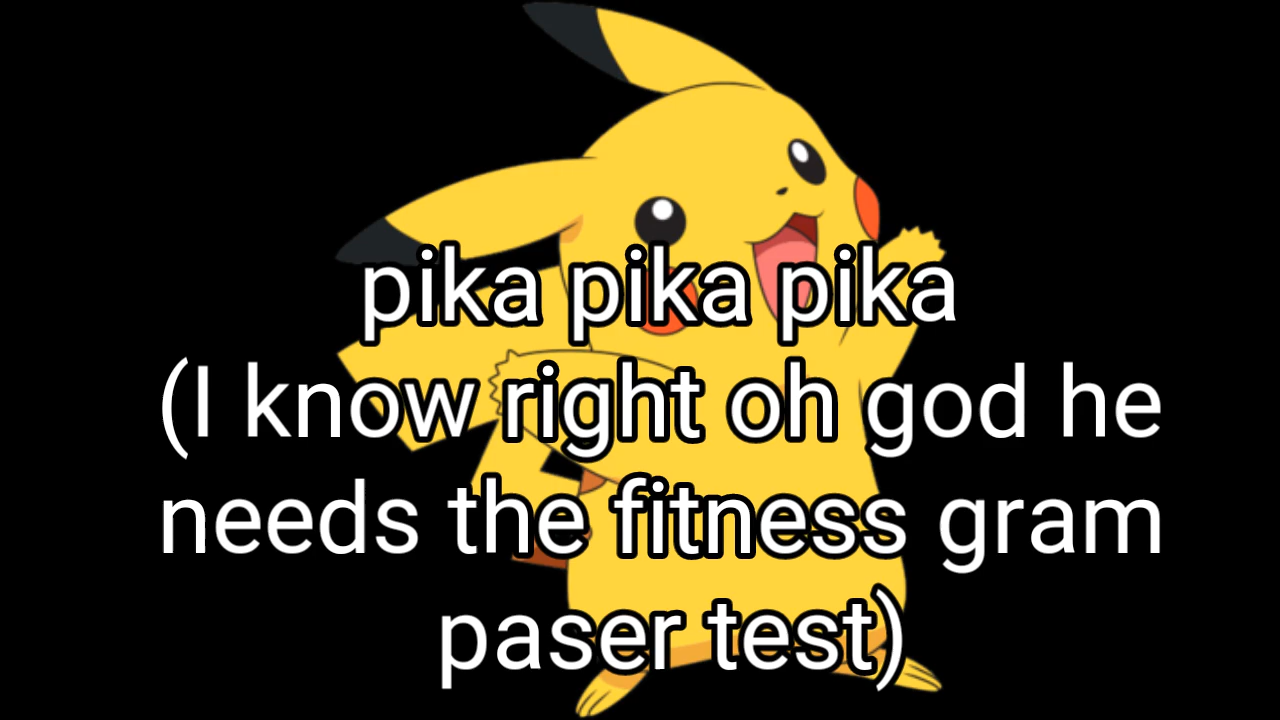 pika pika pika
(I know right oh god he
needs the fitness gram
paser test)